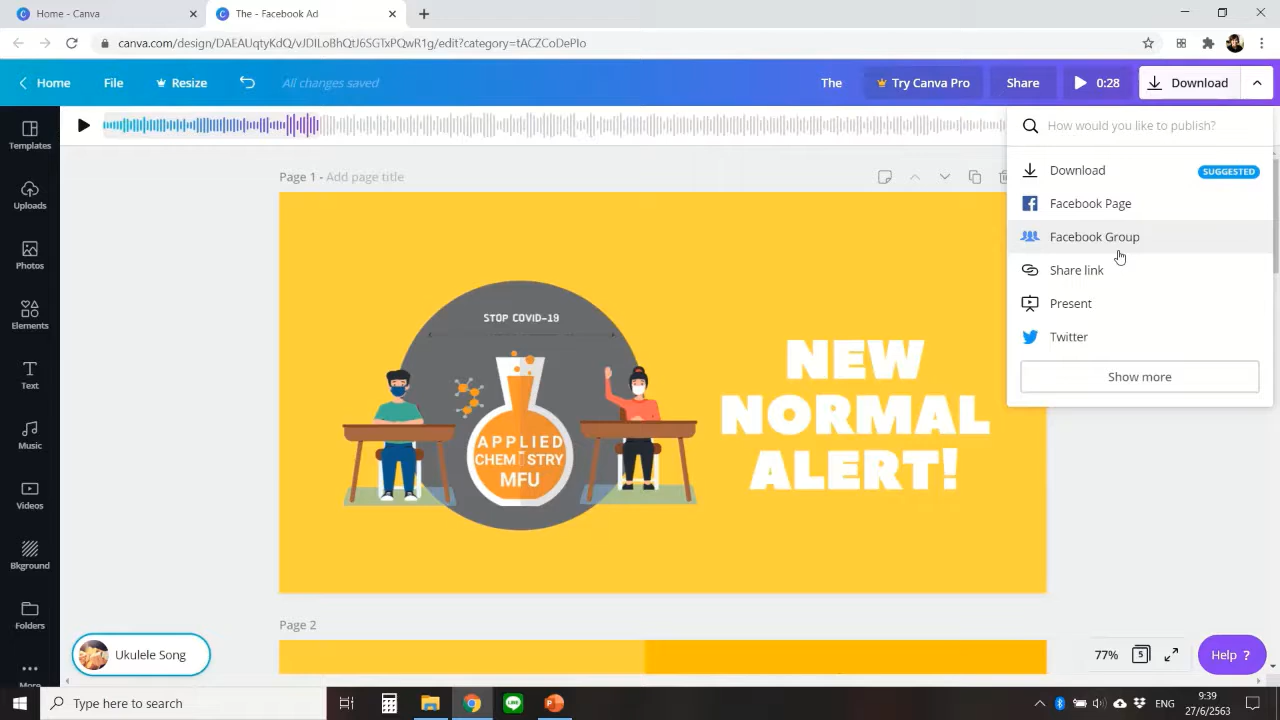 Home - Canva
The - Facebook Ad
canva.com/design/DAEAUqtyKdQ/vJDILoBhQtJ6SGTxPQwR1g/edit?category=tACZCoDePIo
Home
File
Resize
All changes saved
The
Try Canva Pro
Share
0:28
Download
Templates
Uploads
Photos
Elements
Text
Music
Videos
Bkground
Folders
More
How would you like to publish?
Download
SUGGESTED
Facebook Page
Facebook Group
Share link
Present
Twitter
Show more
Page 1 - Add page title
STOP COVID-19
APPLIED
CHEMISTRY
MFU
NEW
NORMAL
ALERT!
Page 2
Ukulele Song
77%
5
Help ?
Type here to search
ENG
9:39
27/6/2563